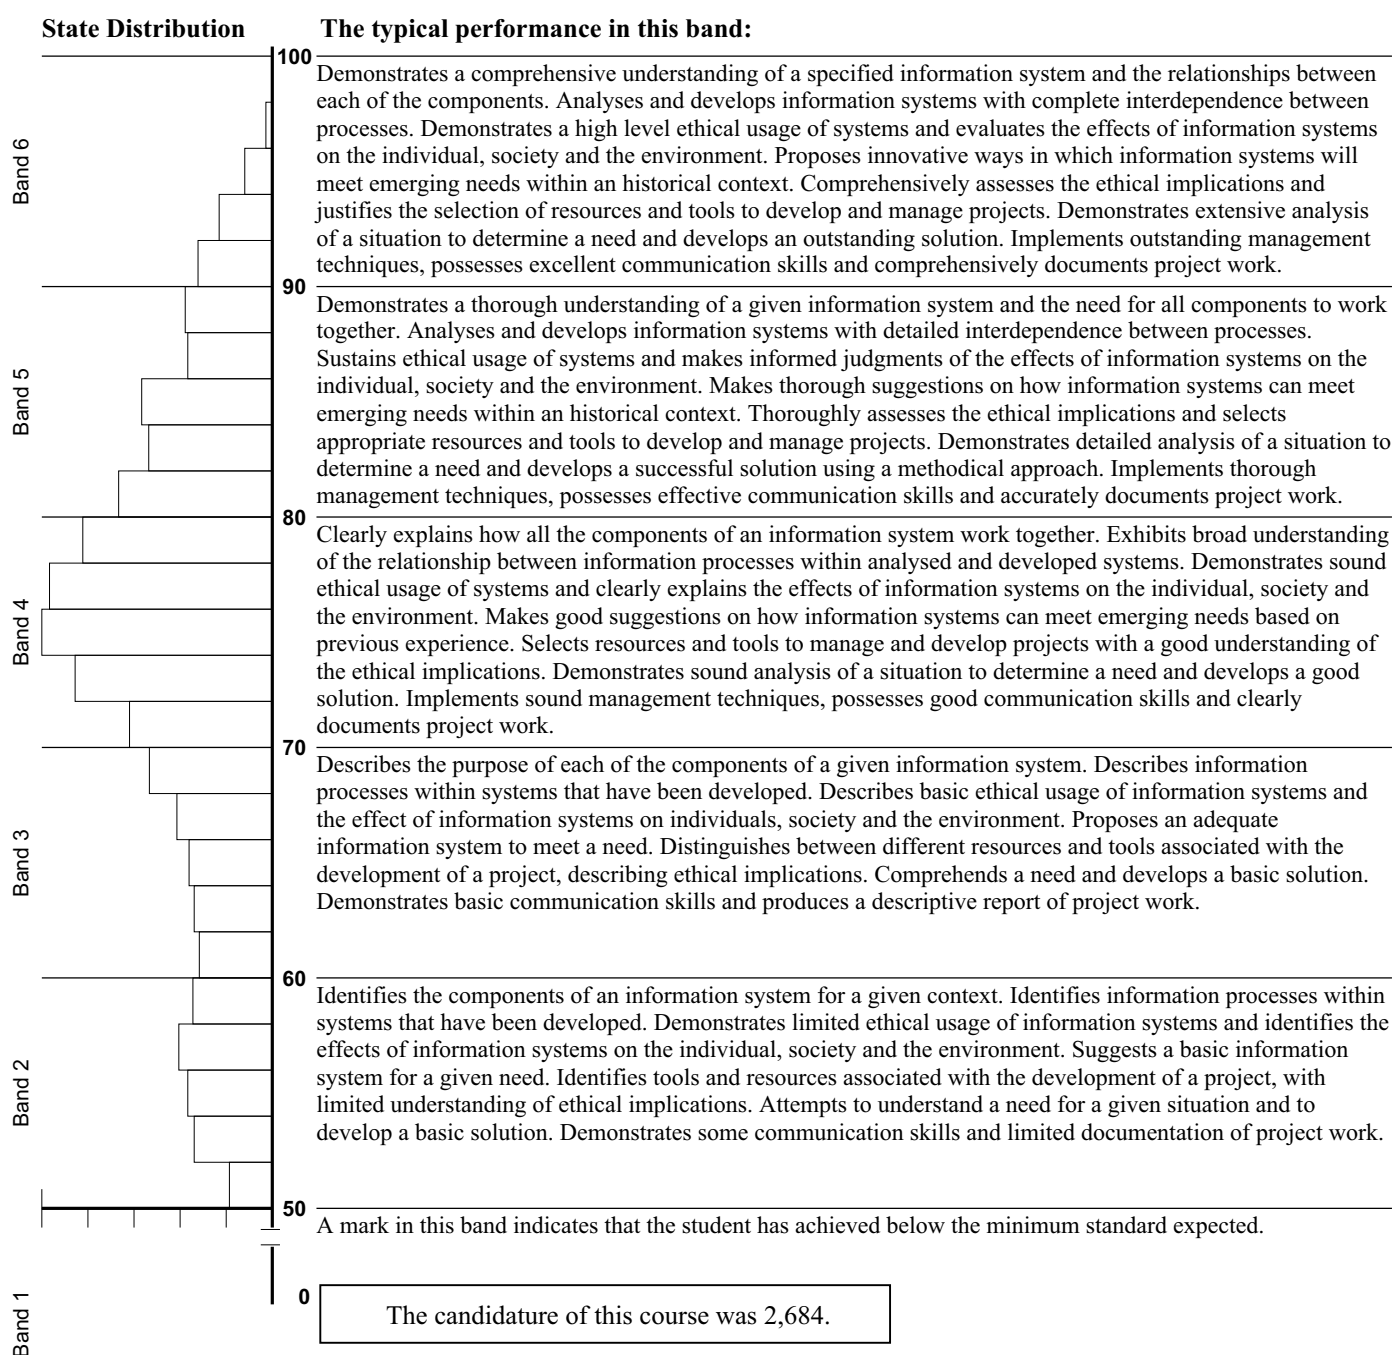 State Distribution
The typical performance in this band:
100
Band 6
Demonstrates a comprehensive understanding of a specified information system and the relationships between
each of the components. Analyses and develops information systems with complete interdependence between
processes. Demonstrates a high level ethical usage of systems and evaluates the effects of information systems
on the individual, society and the environment. Proposes innovative ways in which information systems will
meet emerging needs within an historical context. Comprehensively assesses the ethical implications and
justifies the selection of resources and tools to develop and manage projects. Demonstrates extensive analysis
of a situation to determine a need and develops an outstanding solution. Implements outstanding management
techniques, possesses excellent communication skills and comprehensively documents project work.
90
Band 5
Demonstrates a thorough understanding of a given information system and the need for all components to work
together. Analyses and develops information systems with detailed interdependence between processes.
Sustains ethical usage of systems and makes informed judgments of the effects of information systems on the
individual, society and the environment. Makes thorough suggestions on how information systems can meet
emerging needs within an historical context. Thoroughly assesses the ethical implications and selects
appropriate resources and tools to develop and manage projects. Demonstrates detailed analysis of a situation to
determine a need and develops a successful solution using a methodical approach. Implements thorough
management techniques, possesses effective communication skills and accurately documents project work.
80
Band 4
Clearly explains how all the components of an information system work together. Exhibits broad understanding
of the relationship between information processes within analysed and developed systems. Demonstrates sound
ethical usage of systems and clearly explains the effects of information systems on the individual, society and
the environment. Makes good suggestions on how information systems can meet emerging needs based on
previous experience. Selects resources and tools to manage and develop projects with a good understanding of
the ethical implications. Demonstrates sound analysis of a situation to determine a need and develops a good
solution. Implements sound management techniques, possesses good communication skills and clearly
documents project work.
70
Band 3
Describes the purpose of each of the components of a given information system. Describes information
processes within systems that have been developed. Describes basic ethical usage of information systems and
the effect of information systems on individuals, society and the environment. Proposes an adequate
information system to meet a need. Distinguishes between different resources and tools associated with the
development of a project, describing ethical implications. Comprehends a need and develops a basic solution.
Demonstrates basic communication skills and produces a descriptive report of project work.
60
Band 2
Identifies the components of an information system for a given context. Identifies information processes within
systems that have been developed. Demonstrates limited ethical usage of information systems and identifies the
effects of information systems on the individual, society and the environment. Suggests a basic information
system for a given need. Identifies tools and resources associated with the development of a project, with
limited understanding of ethical implications. Attempts to understand a need for a given situation and to
develop a basic solution. Demonstrates some communication skills and limited documentation of project work.
50
Band 1
A mark in this band indicates that the student has achieved below the minimum standard expected.
0
The candidature of this course was 2,684.